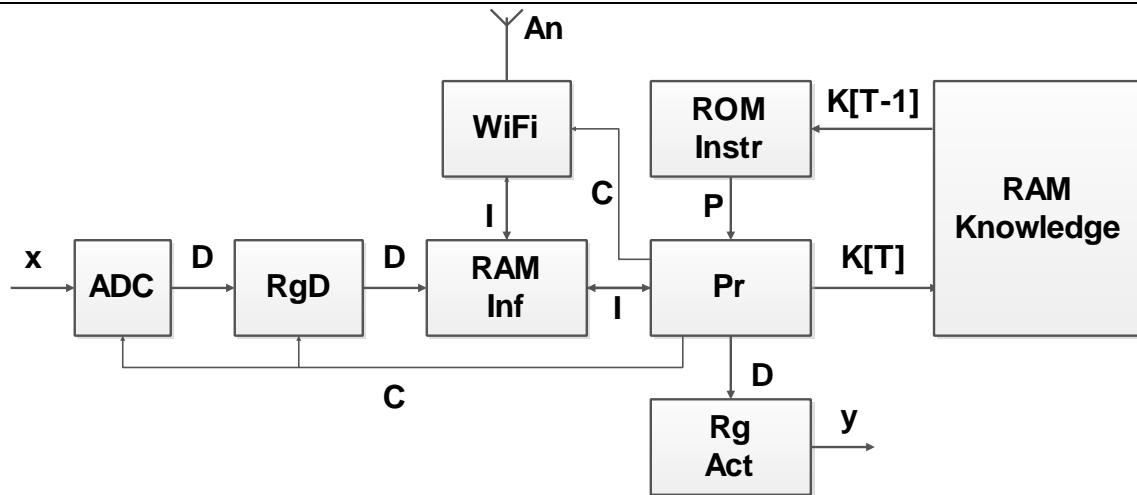 An
WiFi
ROM
Instr
K[T-1]
RAM
Knowledge
I
C
P
x
ADC
D
RgD
D
RAM
Inf
I
Pr
K[T]
C
D
Rg
Act
y